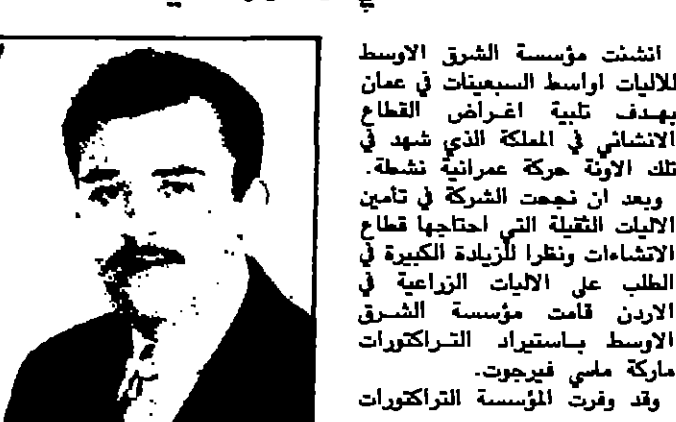 انشئت مؤسسة الشرق الاوسط
للاليات اواسط السبعينات في عمان
بهدف تلبية اغراض القطاع
الانشائي في المملكة الذي شهد في
تلك الاونة حركة عمرانية نشطة.
وبعد ان نجحت الشركة في تأمين
الاليات الثقيلة التي احتاجها قطاع
الانشاءات ونظرا للزيادة الكبيرة في
الطلب على الاليات الزراعية في
الاردن قامت مؤسسة الشرق
الاوسط باستيراد التراكتورات
ماركة ماسي فيرجوت.
وقد وفرت المؤسسة التراكتورات